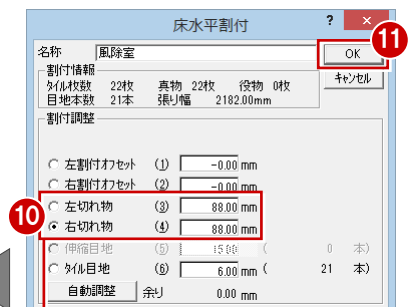 床水平割付 ? ×
11
名称 風除室 OK
割付情報 キャンセル
タイル枚数 22枚 真物 22枚 役物 0枚
目地本数 21本 張り幅 2182.00mm
割付調整
左割付オフセット (1) -0.00 mm
右割付オフセット (2) -0.00 mm
10
左切れ物 (3) 88.00 mm
右切れ物 (4) 88.00 mm
伸縮目地 (5) 15.00 ( 0 本)
タイル目地 (6) 6.00 mm ( 21 本)
自動調整 余り 0.00 mm